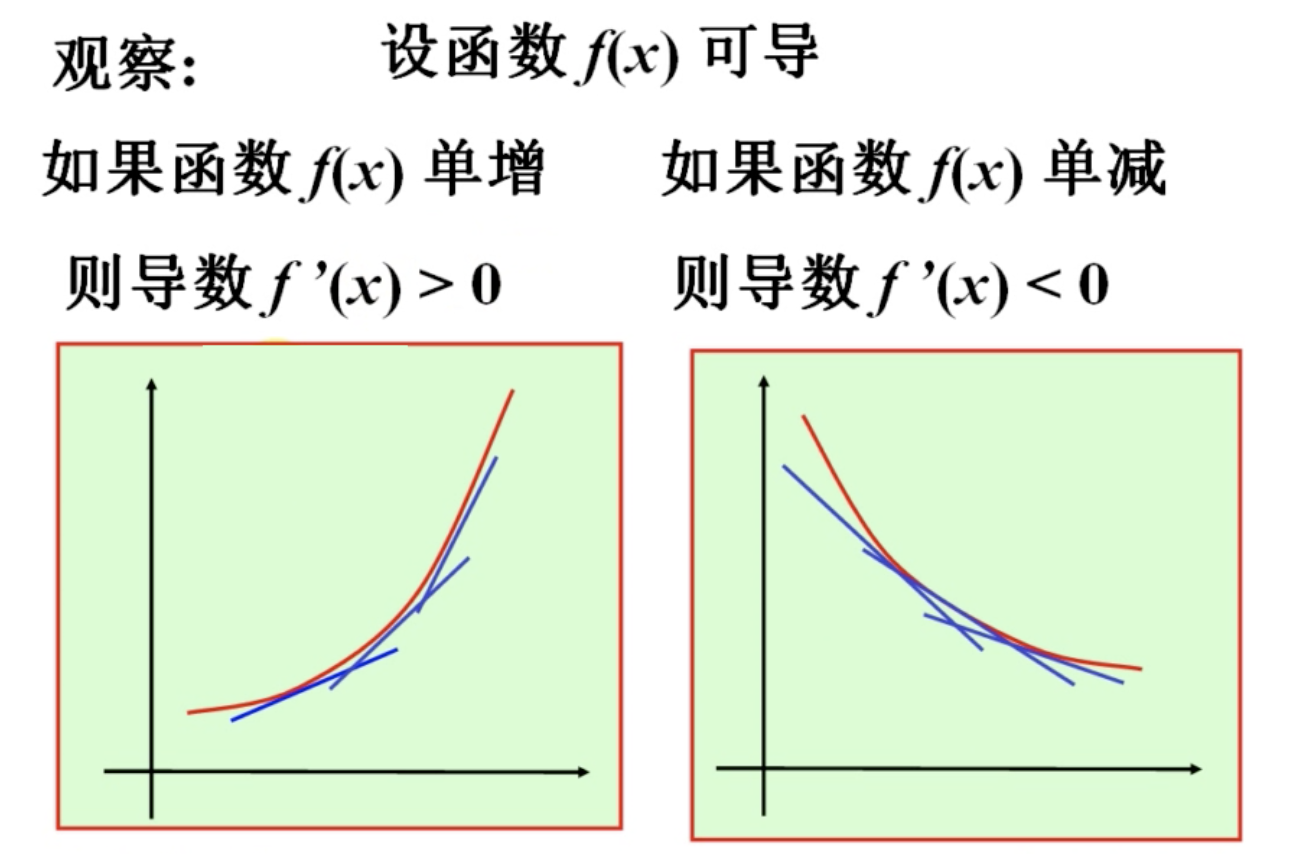 观察: 设函数 f(x) 可导
如果函数 f(x) 单增 如果函数 f(x) 单减
则导数 f ’(x) > 0 则导数 f ’(x) < 0